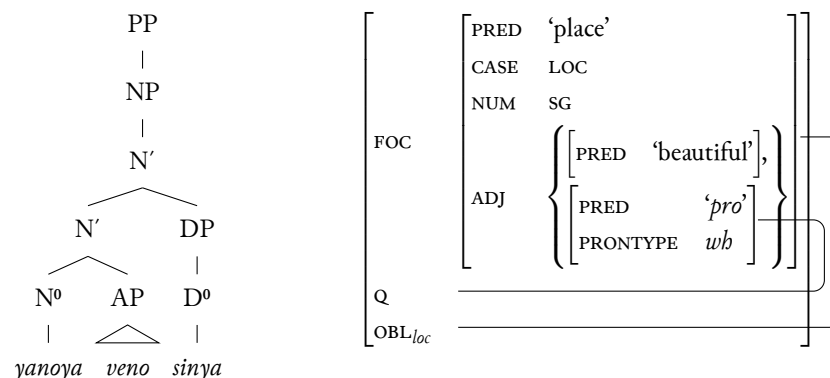 PP
NP
N′
N′ DP
N⁰ AP D⁰
yanoya veno sinya
PRED ‘place’
CASE LOC
NUM SG
FOC
PRED ‘beautiful’ ,
ADJ
PRED ‘pro’
PRONTYPE wh
Q
OBL_loc